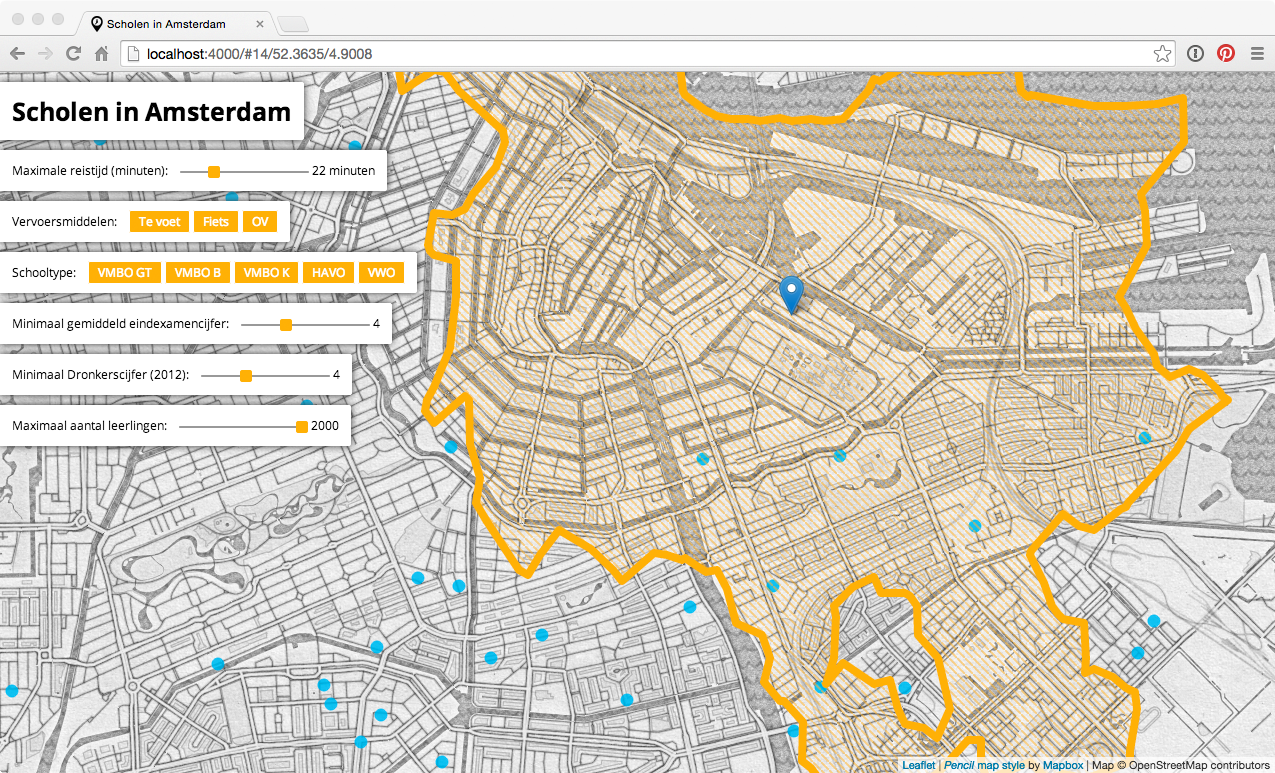 Scholen in Amsterdam
localhost:4000/#14/52.3635/4.9008
Scholen in Amsterdam
Maximale reistijd (minuten): 22 minuten
Vervoersmiddelen: Te voet Fiets OV
Schooltype: VMBO GT VMBO B VMBO K HAVO VWO
Minimaal gemiddeld eindexamencijfer: 4
Minimaal Dronkerscijfer (2012): 4
Maximaal aantal leerlingen: 2000
Leaflet | Pencil map style by Mapbox | Map © OpenStreetMap contributors